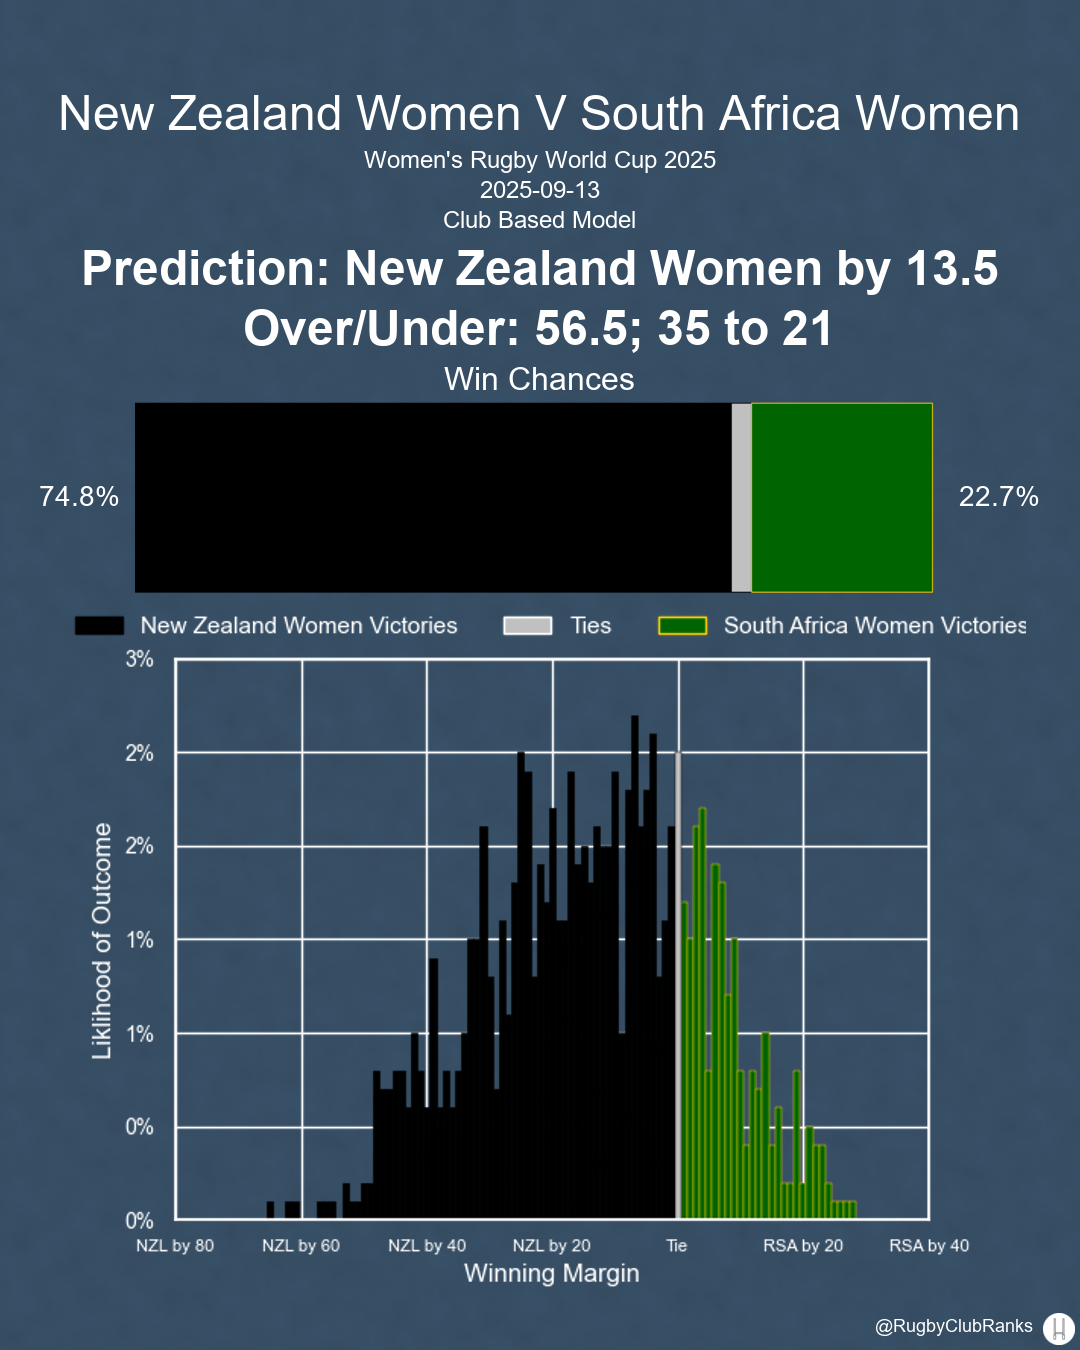 New Zealand Women V South Africa Women
Women's Rugby World Cup 2025
2025-09-13
Club Based Model
Prediction: New Zealand Women by 13.5
Over/Under: 56.5; 35 to 21
Win Chances
74.8%
22.7%
New Zealand Women Victories Ties South Africa Women Victories
3%
2%
2%
1%
1%
0%
0%
Liklihood of Outcome
NZL by 80 NZL by 60 NZL by 40 NZL by 20 Tie RSA by 20 RSA by 40
Winning Margin
@RugbyClubRanks